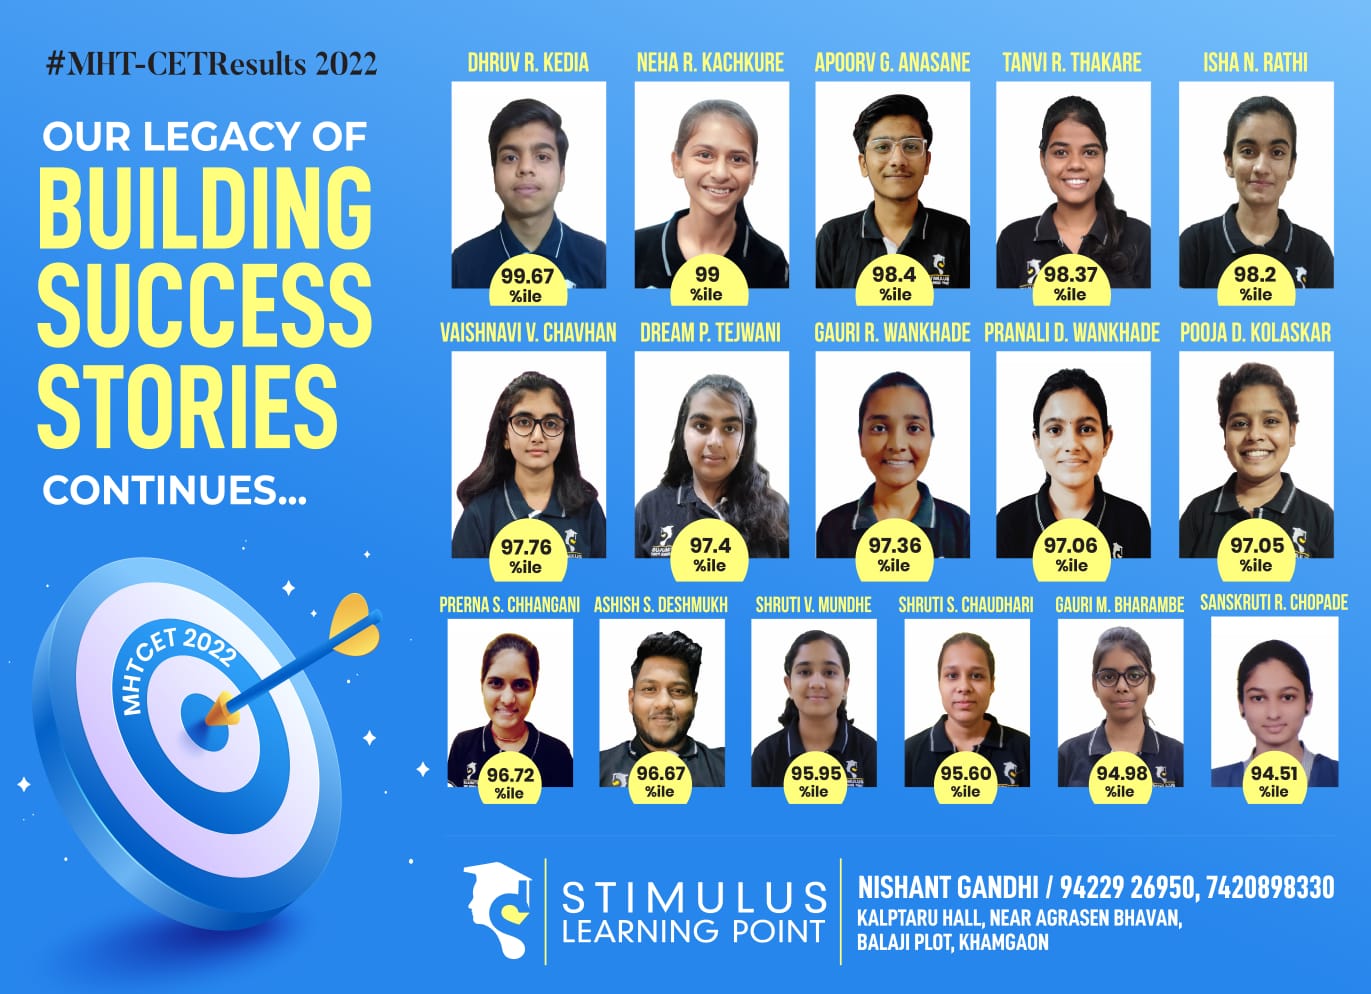 #MHT-CETResults 2022
OUR LEGACY OF
BUILDING
SUCCESS
STORIES
CONTINUES...
MHTCET 2022
DHRUV R. KEDIA
99.67
%ile
NEHA R. KACHKURE
99
%ile
APOORV G. ANASANE
98.4
%ile
TANVI R. THAKARE
98.37
%ile
ISHA N. RATHI
98.2
%ile
VAISHNAVI V. CHAVHAN
97.76
%ile
DREAM P. TEJWANI
97.4
%ile
GAURI R. WANKHADE
97.36
%ile
PRANALI D. WANKHADE
97.06
%ile
POOJA D. KOLASKAR
97.05
%ile
PRERNA S. CHHANGANI
96.72
%ile
ASHISH S. DESHMUKH
96.67
%ile
SHRUTI V. MUNDHE
95.95
%ile
SHRUTI S. CHAUDHARI
95.60
%ile
GAURI M. BHARAMBE
94.98
%ile
SANSKRUTI R. CHOPADE
94.51
%ile
STIMULUS
LEARNING POINT
NISHANT GANDHI / 94229 26950, 7420898330
KALPTARU HALL, NEAR AGRASEN BHAVAN,
BALAJI PLOT, KHAMGAON